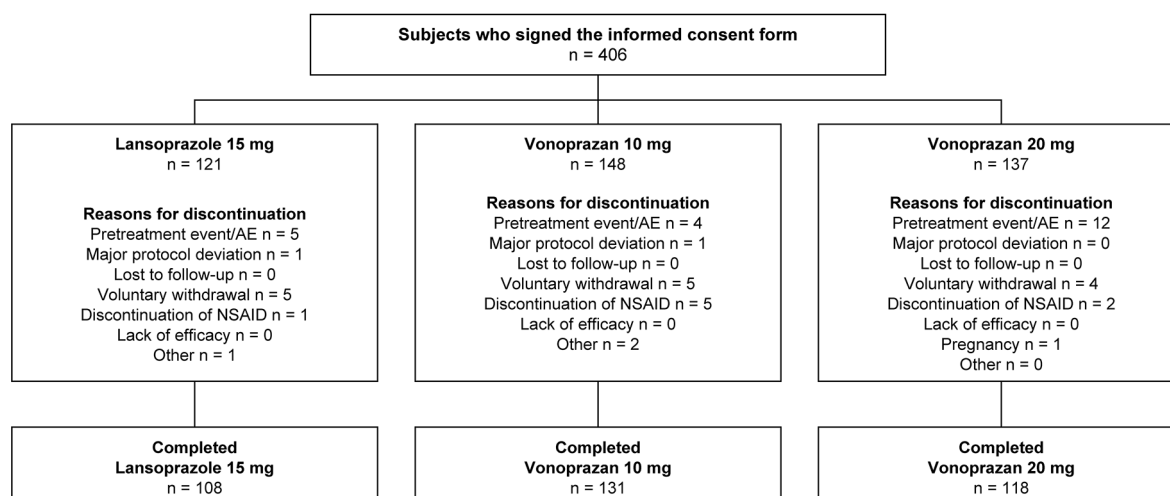 Subjects who signed the informed consent form
n = 406
Lansoprazole 15 mg
n = 121
Reasons for discontinuation
Pretreatment event/AE n = 5
Major protocol deviation n = 1
Lost to follow-up n = 0
Voluntary withdrawal n = 5
Discontinuation of NSAID n = 1
Lack of efficacy n = 0
Other n = 1
Vonoprazan 10 mg
n = 148
Reasons for discontinuation
Pretreatment event/AE n = 4
Major protocol deviation n = 1
Lost to follow-up n = 0
Voluntary withdrawal n = 5
Discontinuation of NSAID n = 5
Lack of efficacy n = 0
Other n = 2
Vonoprazan 20 mg
n = 137
Reasons for discontinuation
Pretreatment event/AE n = 12
Major protocol deviation n = 0
Lost to follow-up n = 0
Voluntary withdrawal n = 4
Discontinuation of NSAID n = 2
Lack of efficacy n = 0
Pregnancy n = 1
Other n = 0
Completed
Lansoprazole 15 mg
n = 108
Completed
Vonoprazan 10 mg
n = 131
Completed
Vonoprazan 20 mg
n = 118